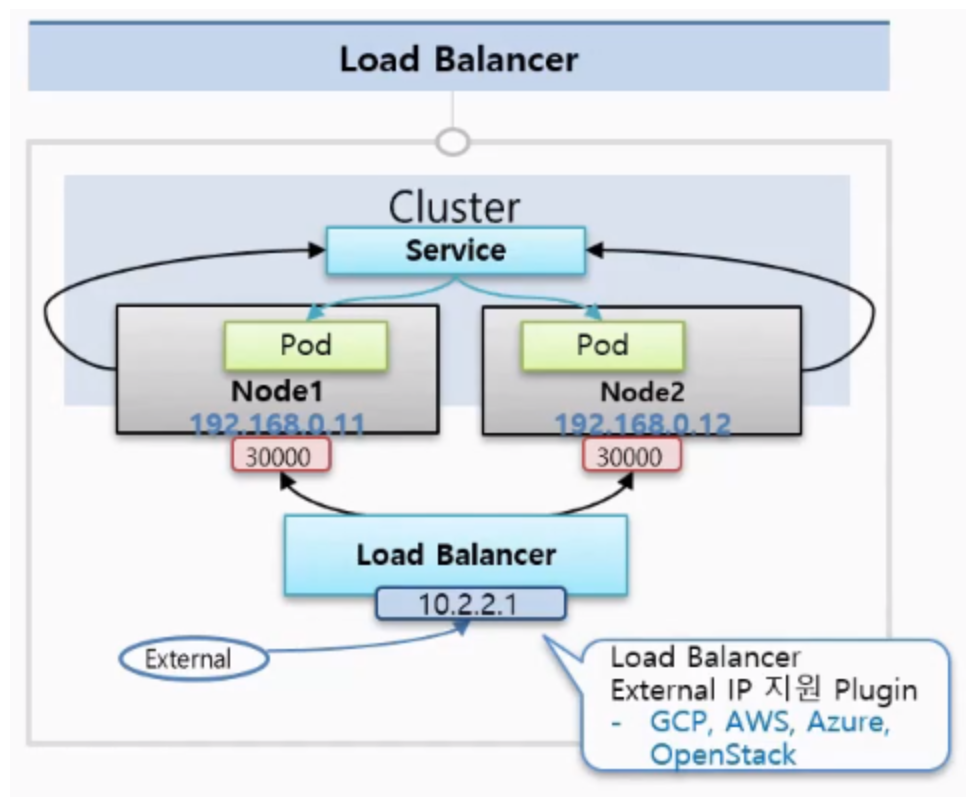 Load Balancer
Cluster
Service
Pod
Pod
Node1
Node2
192.168.0.11
192.168.0.12
30000
30000
Load Balancer
10.2.2.1
External
Load Balancer
External IP 지원 Plugin
- GCP, AWS, Azure,
OpenStack